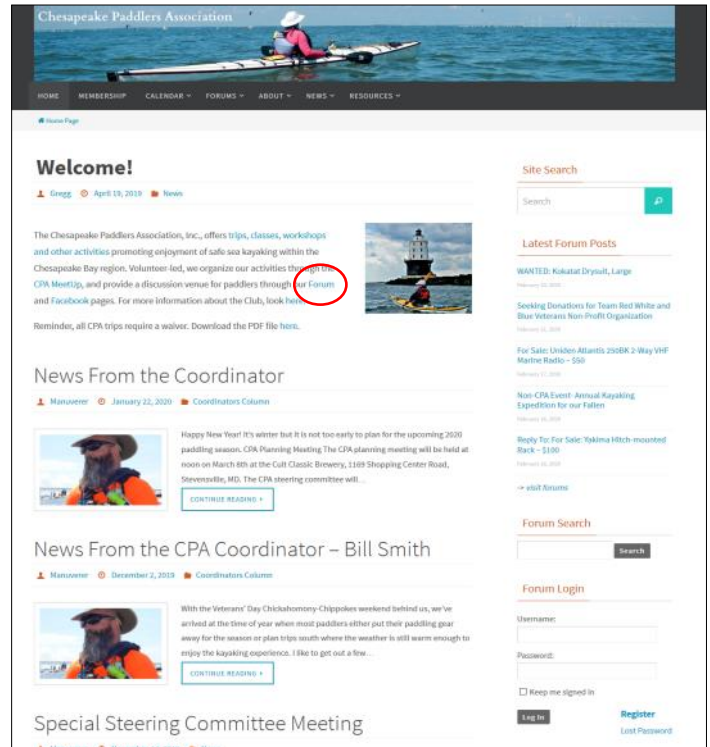 Chesapeake Paddlers Association
HOME MEMBERSHIP CALENDAR FORUMS ABOUT NEWS RESOURCES
Home Page
Welcome!
Gregg April 19, 2019 News
The Chesapeake Paddlers Association, Inc., offers trips, classes, workshops
and other activities promoting enjoyment of safe sea kayaking within the
Chesapeake Bay region. Volunteer-led, we organize our activities through the
CPA MeetUp, and provide a discussion venue for paddlers through our Forum
and Facebook pages. For more information about the Club, look here.
Reminder, all CPA trips require a waiver. Download the PDF file here.
News From the Coordinator
Manuverer January 22, 2020 Coordinators Column
Happy New Year! It's winter but it is not too early to plan for the upcoming 2020
paddling season. CPA Planning Meeting The CPA planning meeting will be held at
noon on March 8th at the Cult Classic Brewery, 1169 Shopping Center Road,
Stevensville, MD. The CPA steering committee will…
CONTINUE READING
News From the CPA Coordinator – Bill Smith
Manuverer December 2, 2019 Coordinators Column
With the Veterans' Day Chickahomony-Chippokes weekend behind us, we've
arrived at the time of year when most paddlers either put their paddling gear
away for the season or plan trips south where the weather is still warm enough to
enjoy the kayaking experience. I like to get out a few…
CONTINUE READING
Special Steering Committee Meeting
Site Search
Search
Latest Forum Posts
WANTED: Kokatat Drysuit, Large
Seeking Donations for Team Red White and
Blue Veterans Non-Profit Organization
For Sale: Uniden Atlantis 250BK 2-Way VHF
Marine Radio – $50
Non-CPA Event- Annual Kayaking
Expedition for our Fallen
Reply To: For Sale: Yakima Hitch-mounted
Rack – $100
-> visit forums
Forum Search
Search
Forum Login
Username:
Password:
Keep me signed in
Log In Register
Lost Password